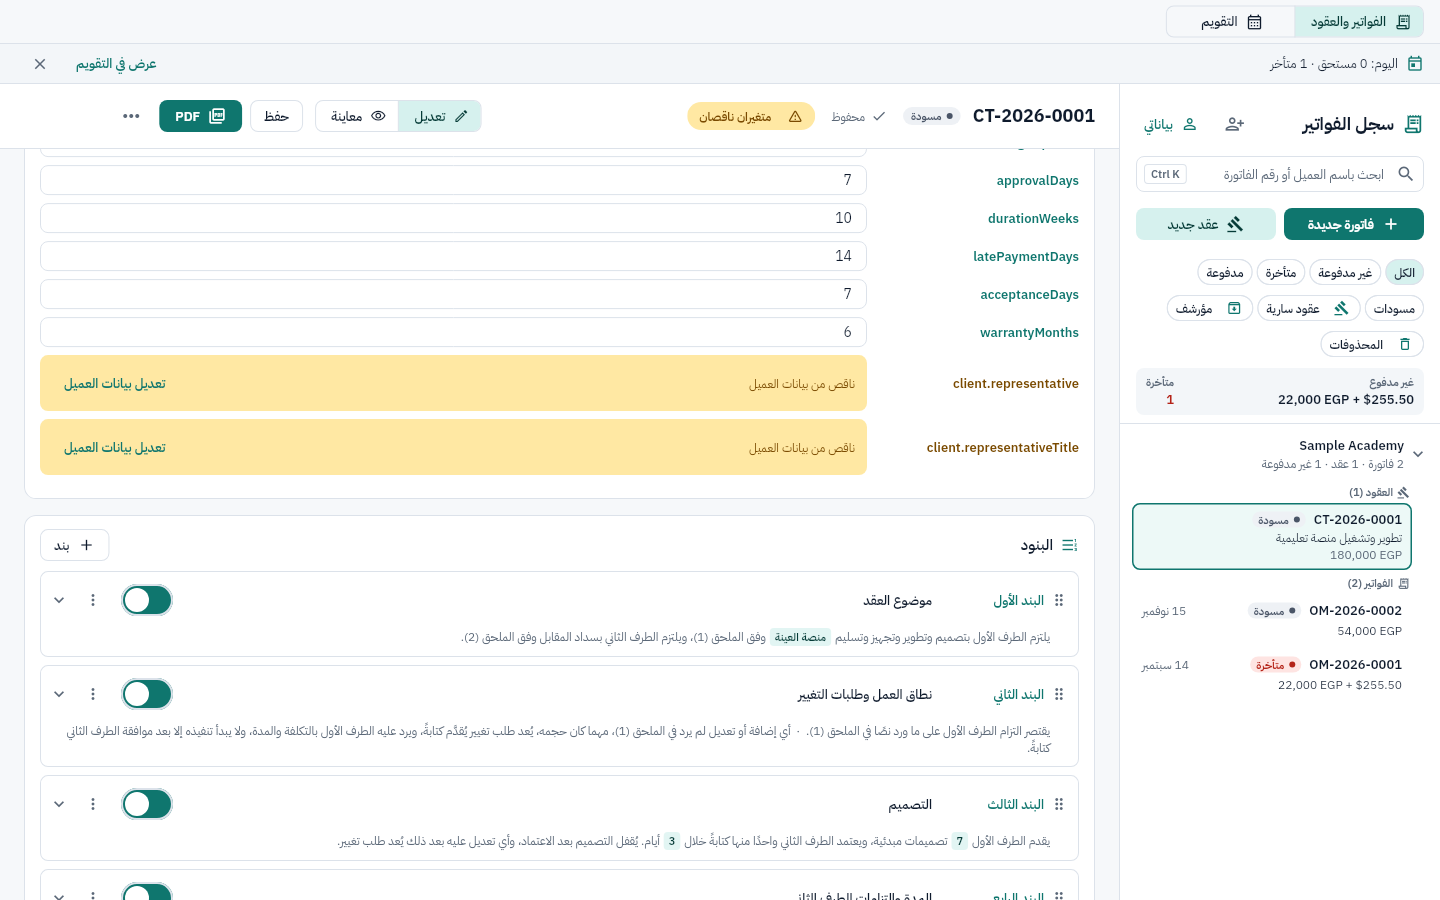 الفواتير والعقود
التقويم
اليوم: 0 مستحق · 1 متأخر
عرض في التقويم
سجل الفواتير
بياناتي
ابحث باسم العميل أو رقم الفاتورة
Ctrl K
فاتورة جديدة
عقد جديد
الكل
غير مدفوعة
متأخرة
مدفوعة
مسودات
عقود سارية
مؤرشف
المحذوفات
غير مدفوع
متأخرة
22,000 EGP + $255.50
1
Sample Academy
2 فاتورة · 1 عقد · 1 غير مدفوعة
العقود (1)
CT-2026-0001
مسودة
تطوير وتشغيل منصة تعليمية
180,000 EGP
الفواتير (2)
OM-2026-0002
مسودة
15 نوفمبر
54,000 EGP
OM-2026-0001
متأخرة
14 سبتمبر
22,000 EGP + $255.50
CT-2026-0001
مسودة
محفوظ
متغيران ناقصان
تعديل
معاينة
حفظ
PDF
approvalDays
7
durationWeeks
10
latePaymentDays
14
acceptanceDays
7
warrantyMonths
6
client.representative
ناقص من بيانات العميل
تعديل بيانات العميل
client.representativeTitle
ناقص من بيانات العميل
تعديل بيانات العميل
البنود
بند
البند الأول
موضوع العقد
يلتزم الطرف الأول بتصميم وتطوير وتجهيز وتسليم منصة العينة وفق الملحق (1)، ويلتزم الطرف الثاني بسداد المقابل وفق الملحق (2).
البند الثاني
نطاق العمل وطلبات التغيير
يقتصر التزام الطرف الأول على ما ورد نصًا في الملحق (1). · أي إضافة أو تعديل لم يرد في الملحق (1)، مهما كان حجمه، يُعد طلب تغيير يُقدَّم كتابةً، ويرد عليه الطرف الأول بالتكلفة والمدة، ولا يبدأ تنفيذه إلا بعد موافقة الطرف الثاني
كتابةً.
البند الثالث
التصميم
يقدم الطرف الأول 7 تصميمات مبدئية، ويعتمد الطرف الثاني واحدًا منها كتابةً خلال 3 أيام. يُقفل التصميم بعد الاعتماد، وأي تعديل عليه بعد ذلك يُعد طلب تغيير.
البند الرابع
المدة والتزامات الطرف الثاني